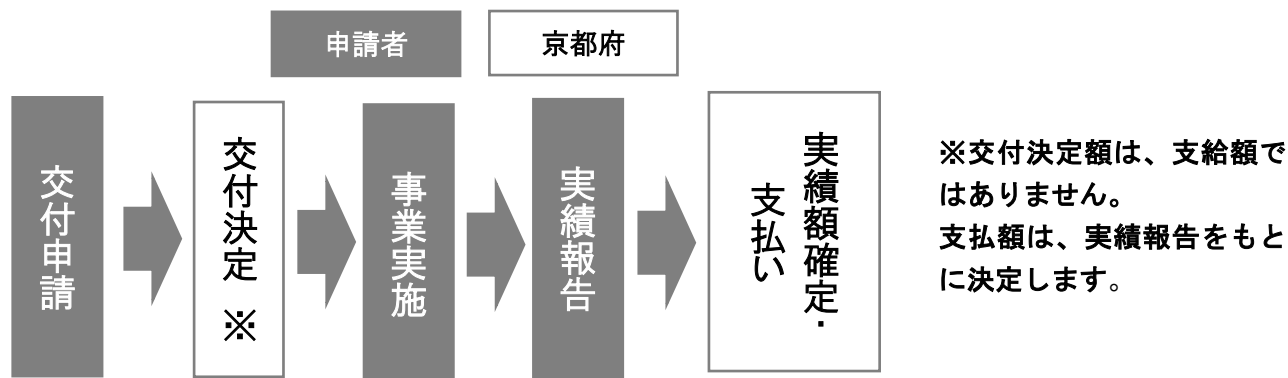 申請者
京都府
交付申請
交付決定 ※
事業実施
実績報告
実績額確定・
支払い
※交付決定額は、支給額で
はありません。
支払額は、実績報告をもと
に決定します。